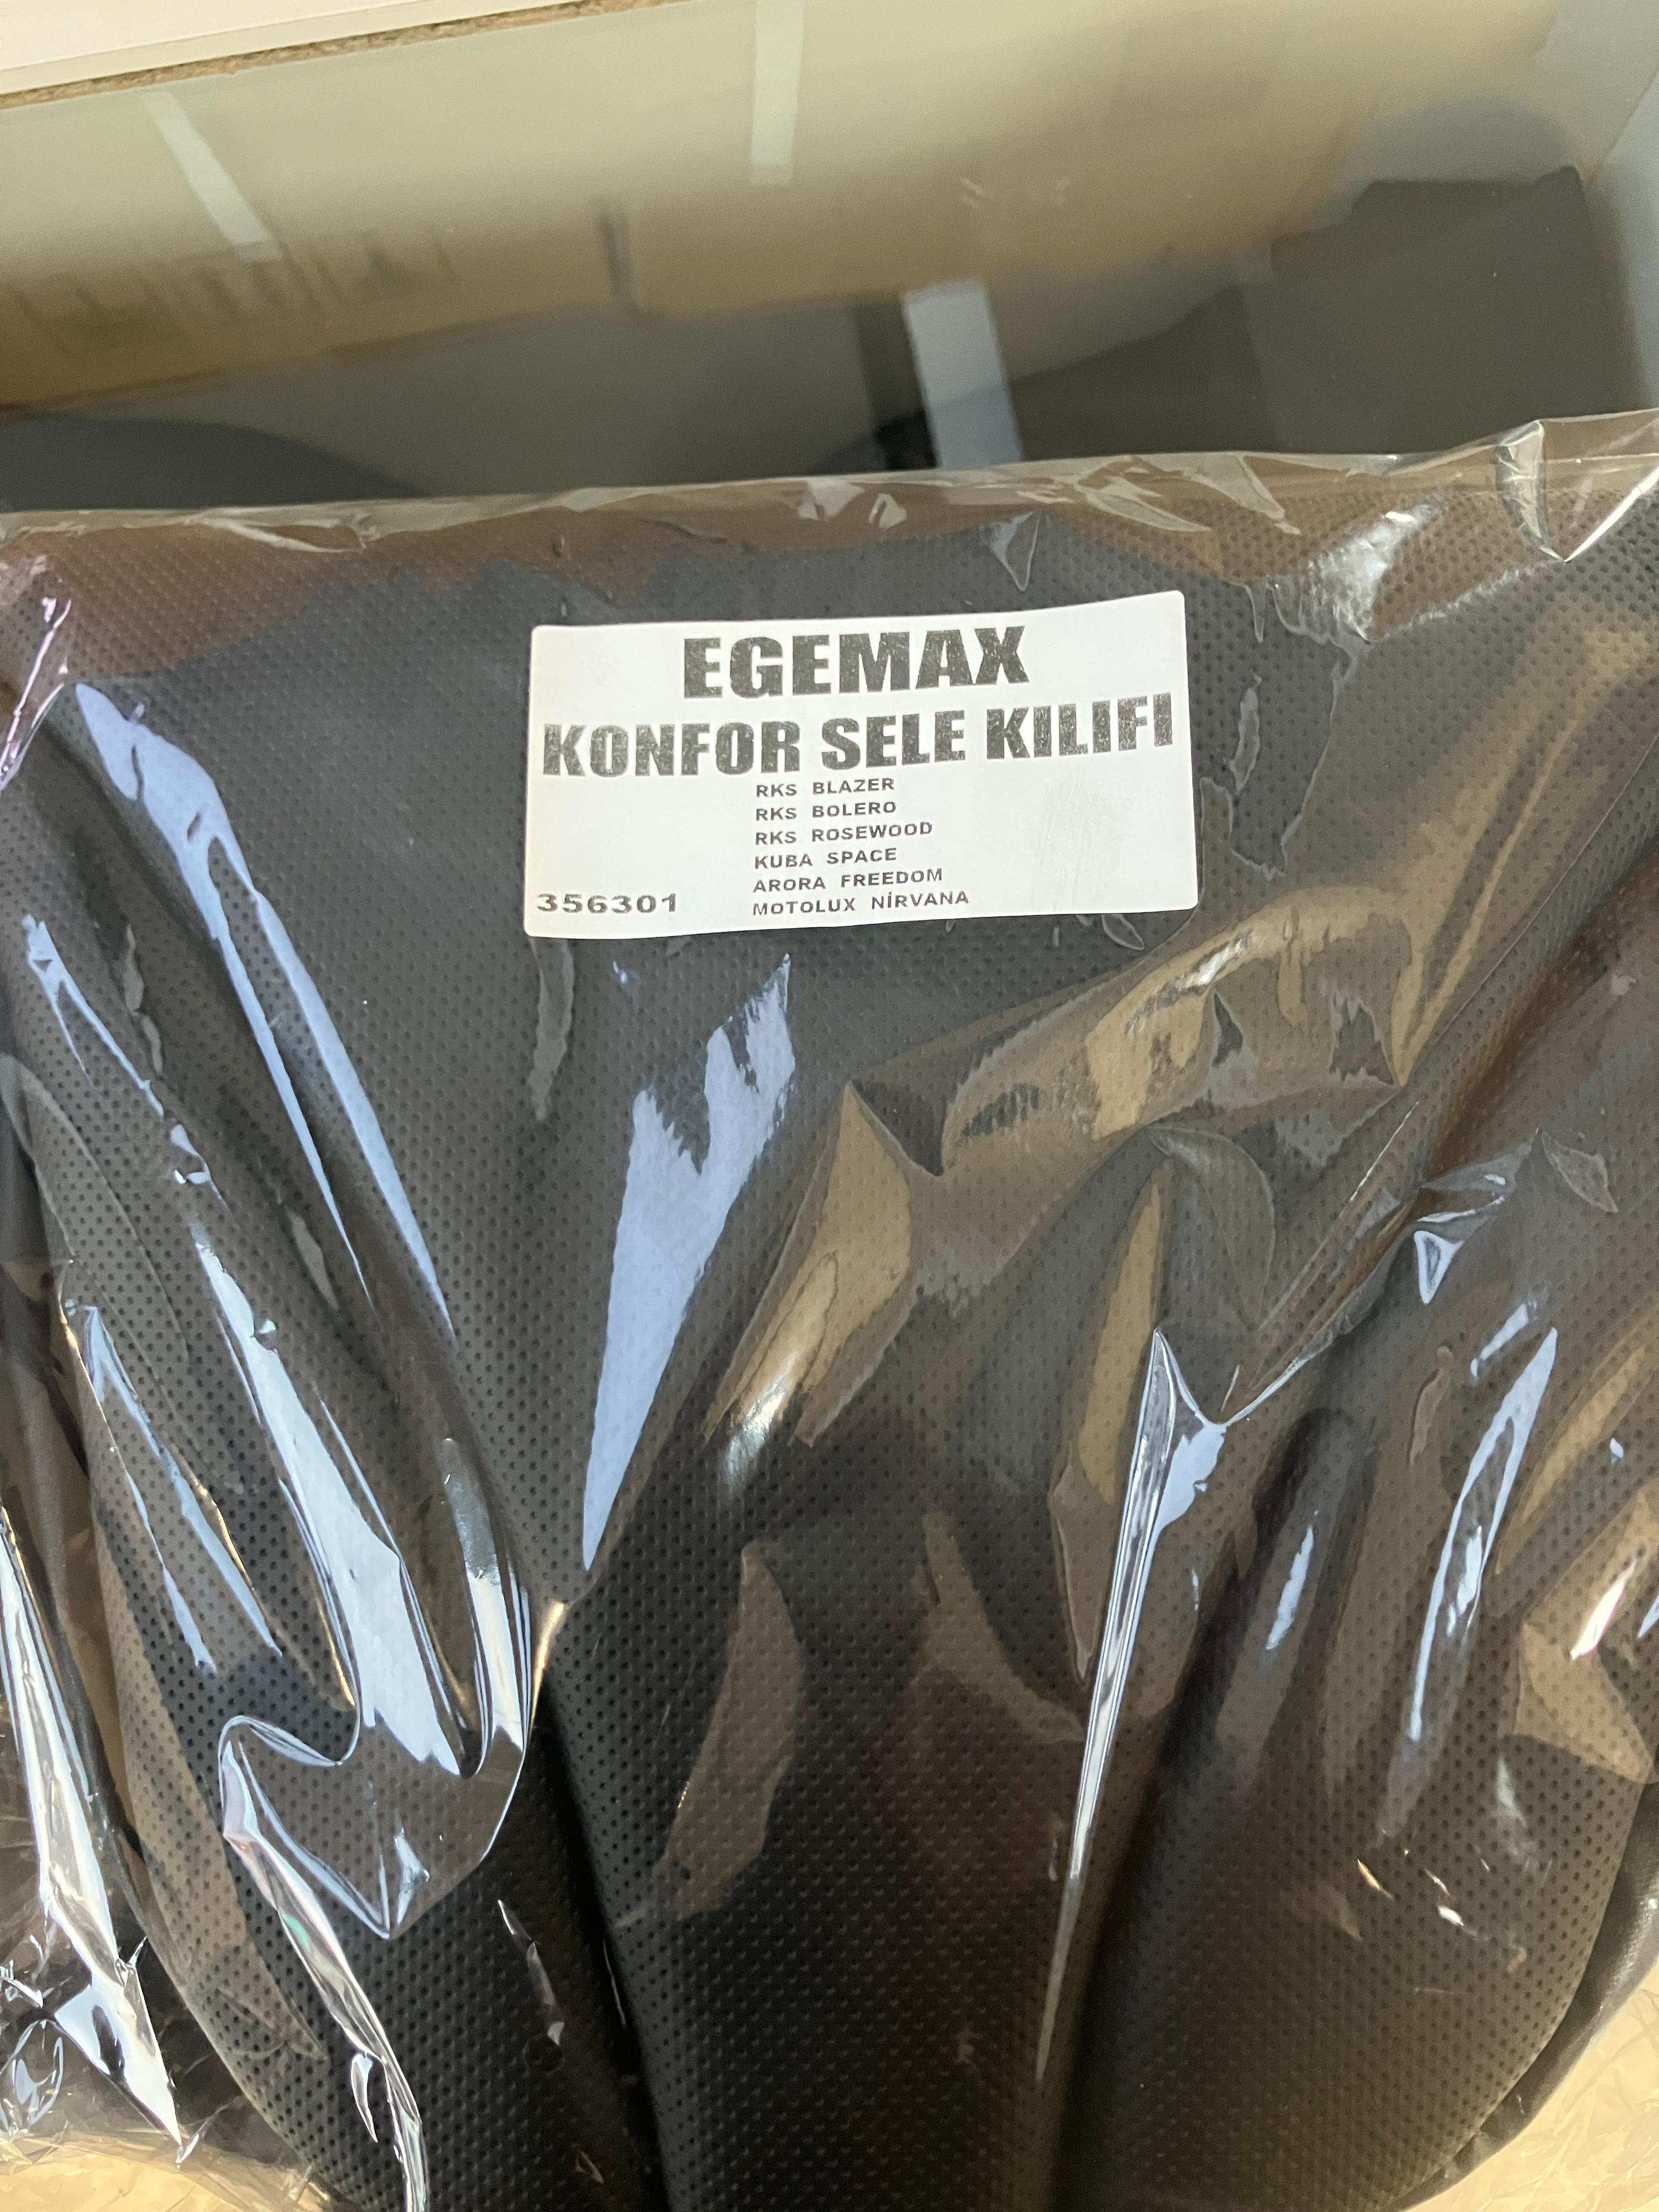 EGEMAX
KONFOR SELE KILIFI
RKS BLAZER
RKS BOLERO
RKS ROSEWOOD
KUBA SPACE
ARORA FREEDOM
356301 MOTOLUX NİRVANA